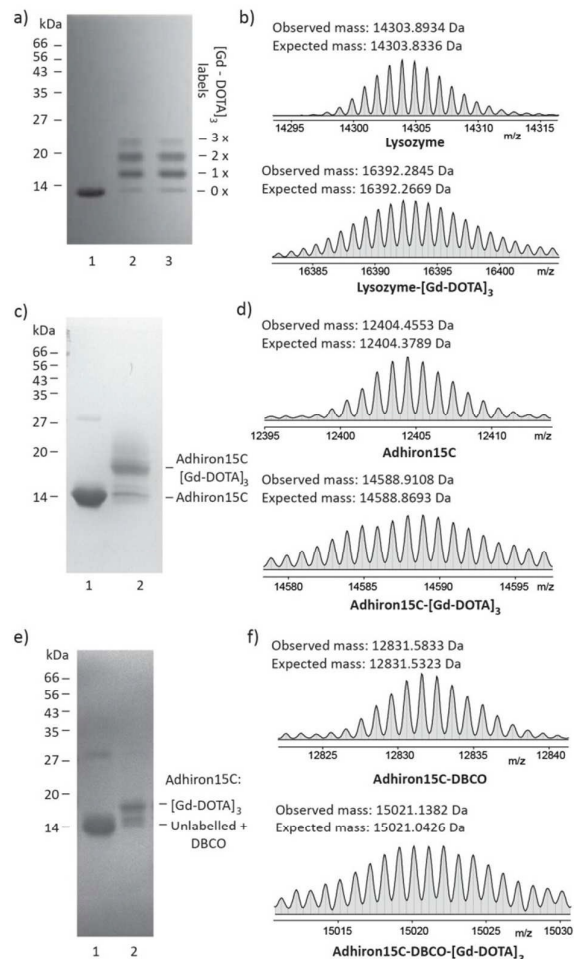 a)
kDa
66
56
43
35
27
20
14
[Gd - DOTA]3
labels
3 x
2 x
1 x
0 x
1 2 3
b)
Observed mass: 14303.8934 Da
Expected mass: 14303.8336 Da
14295 14300 14305 14310 m/z 14315
Lysozyme
Observed mass: 16392.2845 Da
Expected mass: 16392.2669 Da
16385 16390 16395 16400 m/z
Lysozyme-[Gd-DOTA]3
c)
kDa
66
56
43
35
27
20
14
Adhiron15C
[Gd-DOTA]3
Adhiron15C
1 2
d)
Observed mass: 12404.4553 Da
Expected mass: 12404.3789 Da
12395 12400 12405 12410 m/z
Adhiron15C
Observed mass: 14588.9108 Da
Expected mass: 14588.8693 Da
14580 14585 14590 14595 m/z
Adhiron15C-[Gd-DOTA]3
e)
kDa
66
56
43
35
27
20
14
Adhiron15C:
[Gd-DOTA]3
Unlabelled +
DBCO
1 2
f)
Observed mass: 12831.5833 Da
Expected mass: 12831.5323 Da
12825 12830 12835 m/z 12840
Adhiron15C-DBCO
Observed mass: 15021.1382 Da
Expected mass: 15021.0426 Da
15015 15020 15025 m/z 15030
Adhiron15C-DBCO-[Gd-DOTA]3